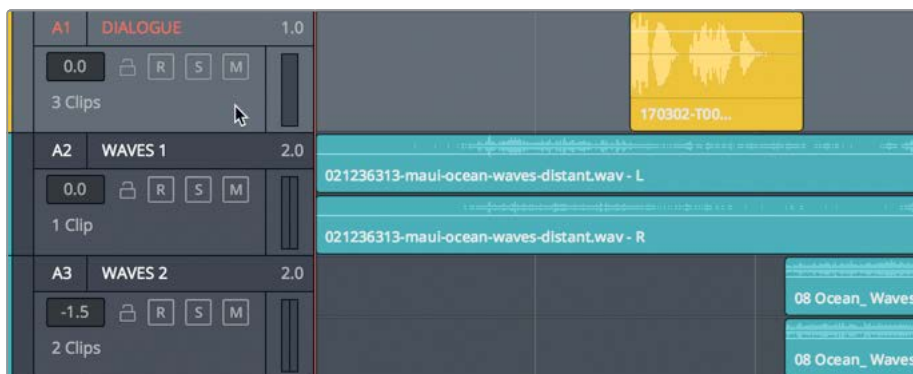 A1 DIALOGUE 1.0
0.0 R S M
3 Clips
170302-T00...
A2 WAVES 1 2.0
021236313-maui-ocean-waves-distant.wav - L
0.0 R S M
1 Clip
021236313-maui-ocean-waves-distant.wav - R
A3 WAVES 2 2.0
08 Ocean_ Waves
-1.5 R S M
2 Clips
08 Ocean_ Waves